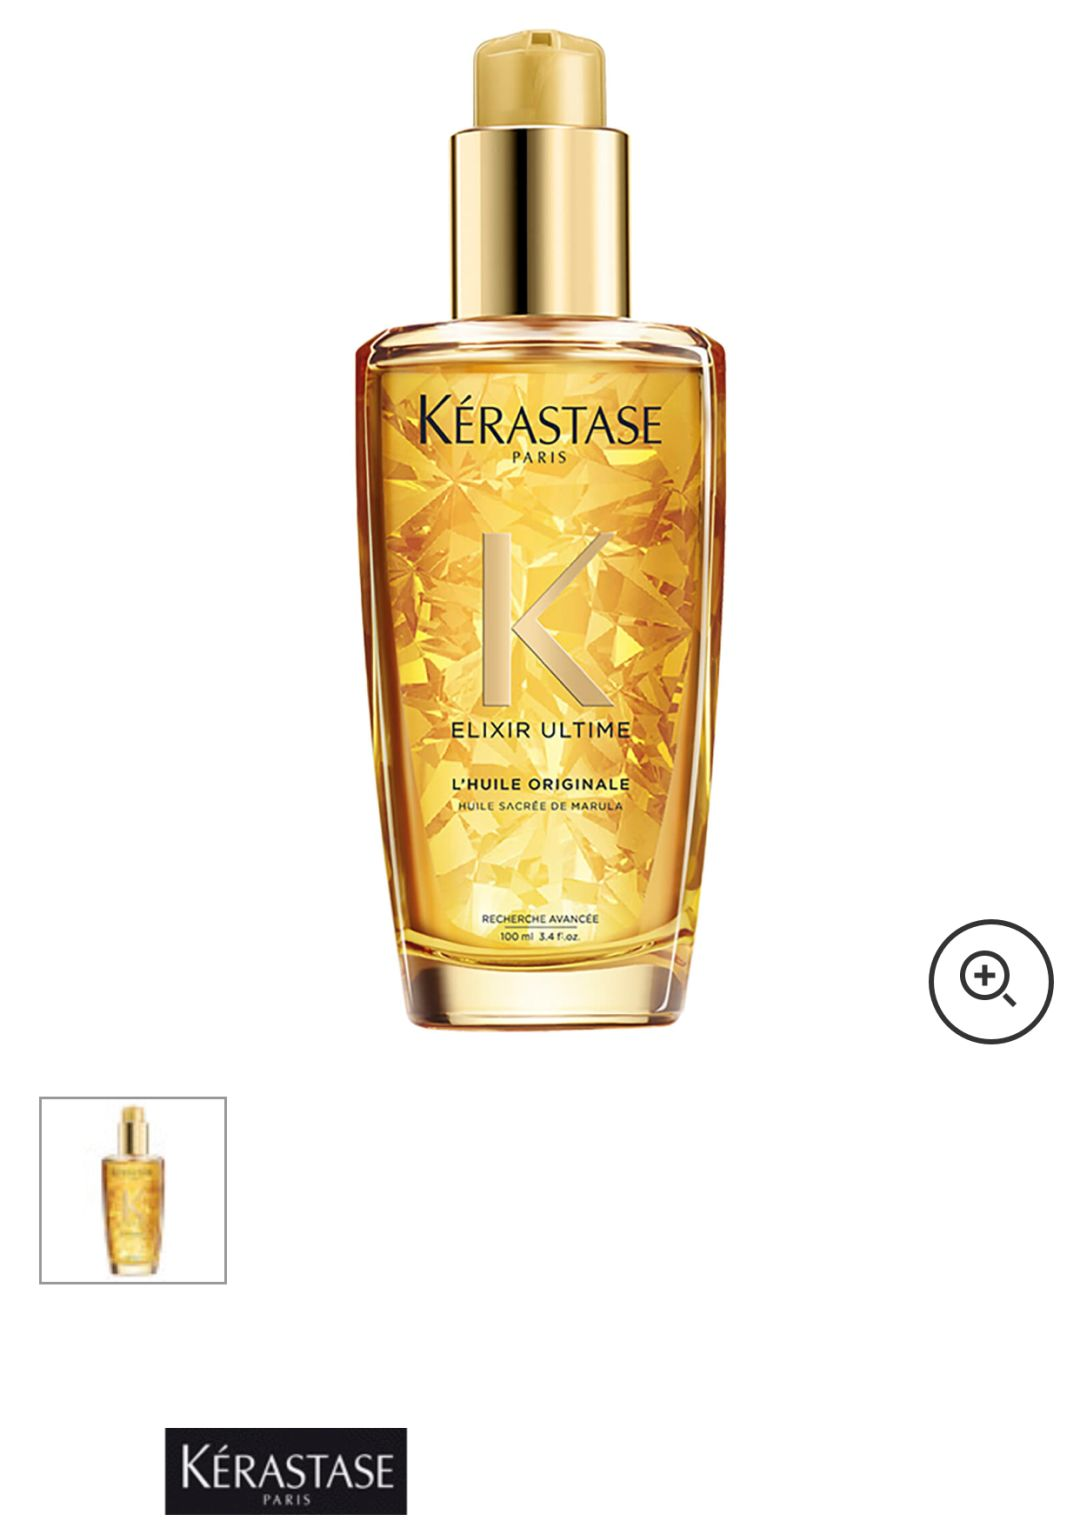 KÉRASTASE
PARIS
K
ELIXIR ULTIME
L'HUILE ORIGINALE
HUILE SACRÉE DE MARULA
RECHERCHE AVANCÉE
100 ml 3.4 fl.oz.
KÉRASTASE
PARIS